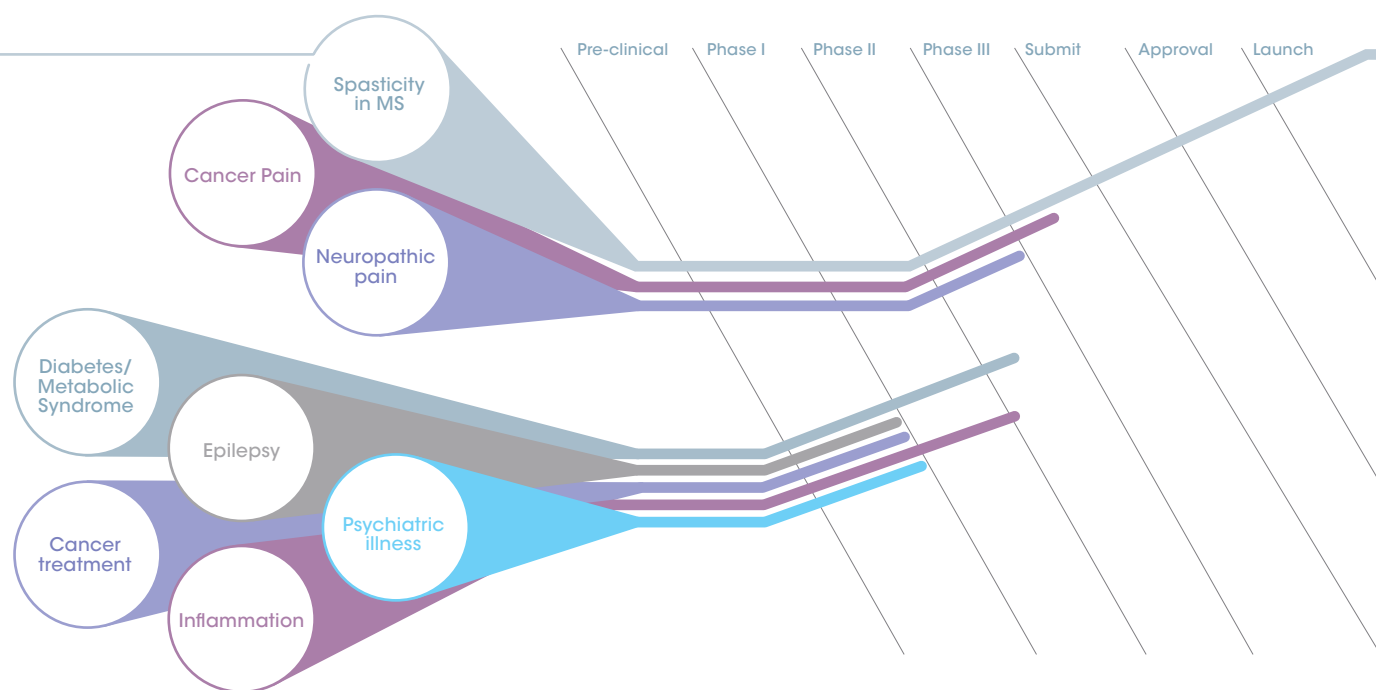 Pre-clinical
Phase I
Phase II
Phase III
Submit
Approval
Launch
Spasticity
in MS
Cancer Pain
Neuropathic
pain
Diabetes/
Metabolic
Syndrome
Epilepsy
Psychiatric
illness
Cancer
treatment
Inflammation